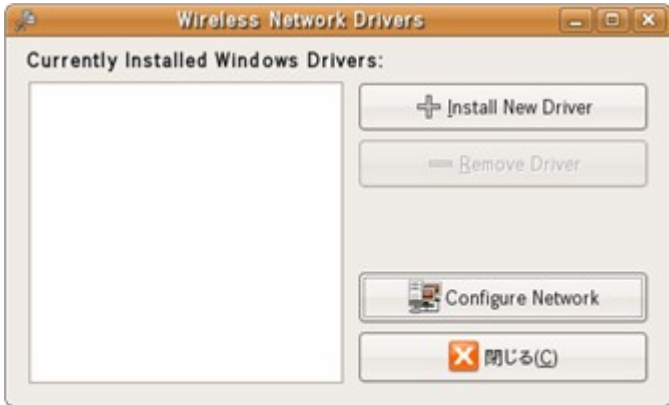 Wireless Network Drivers
Currently Installed Windows Drivers:
Install New Driver
Remove Driver
Configure Network
閉じる(C)